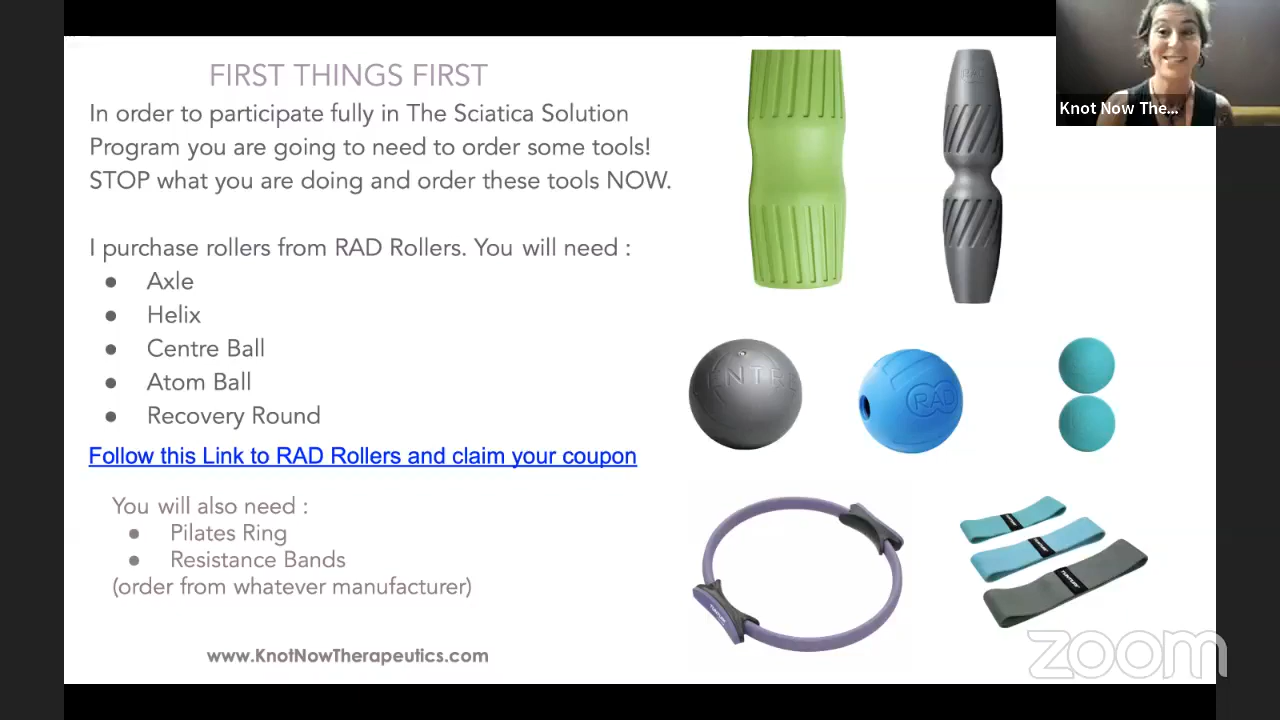 FIRST THINGS FIRST
In order to participate fully in The Sciatica Solution
Program you are going to need to order some tools!
STOP what you are doing and order these tools NOW.
I purchase rollers from RAD Rollers. You will need :
● Axle
● Helix
● Centre Ball
● Atom Ball
● Recovery Round
Follow this Link to RAD Rollers and claim your coupon
You will also need :
● Pilates Ring
● Resistance Bands
(order from whatever manufacturer)
www.KnotNowTherapeutics.com
Knot Now The...
RAD
zoom